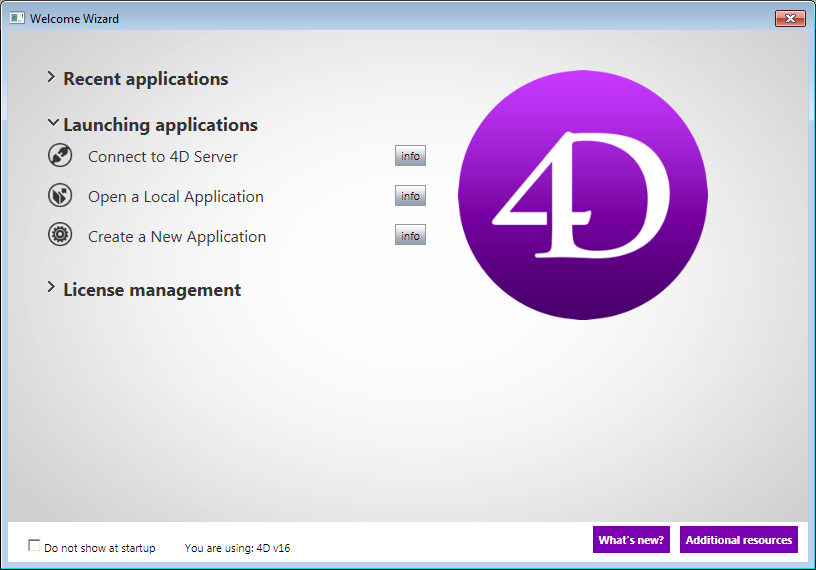 Welcome Wizard
Recent applications
Launching applications
Connect to 4D Server info
Open a Local Application info
Create a New Application info
License management
4D
Do not show at startup You are using: 4D v16 What's new? Additional resources